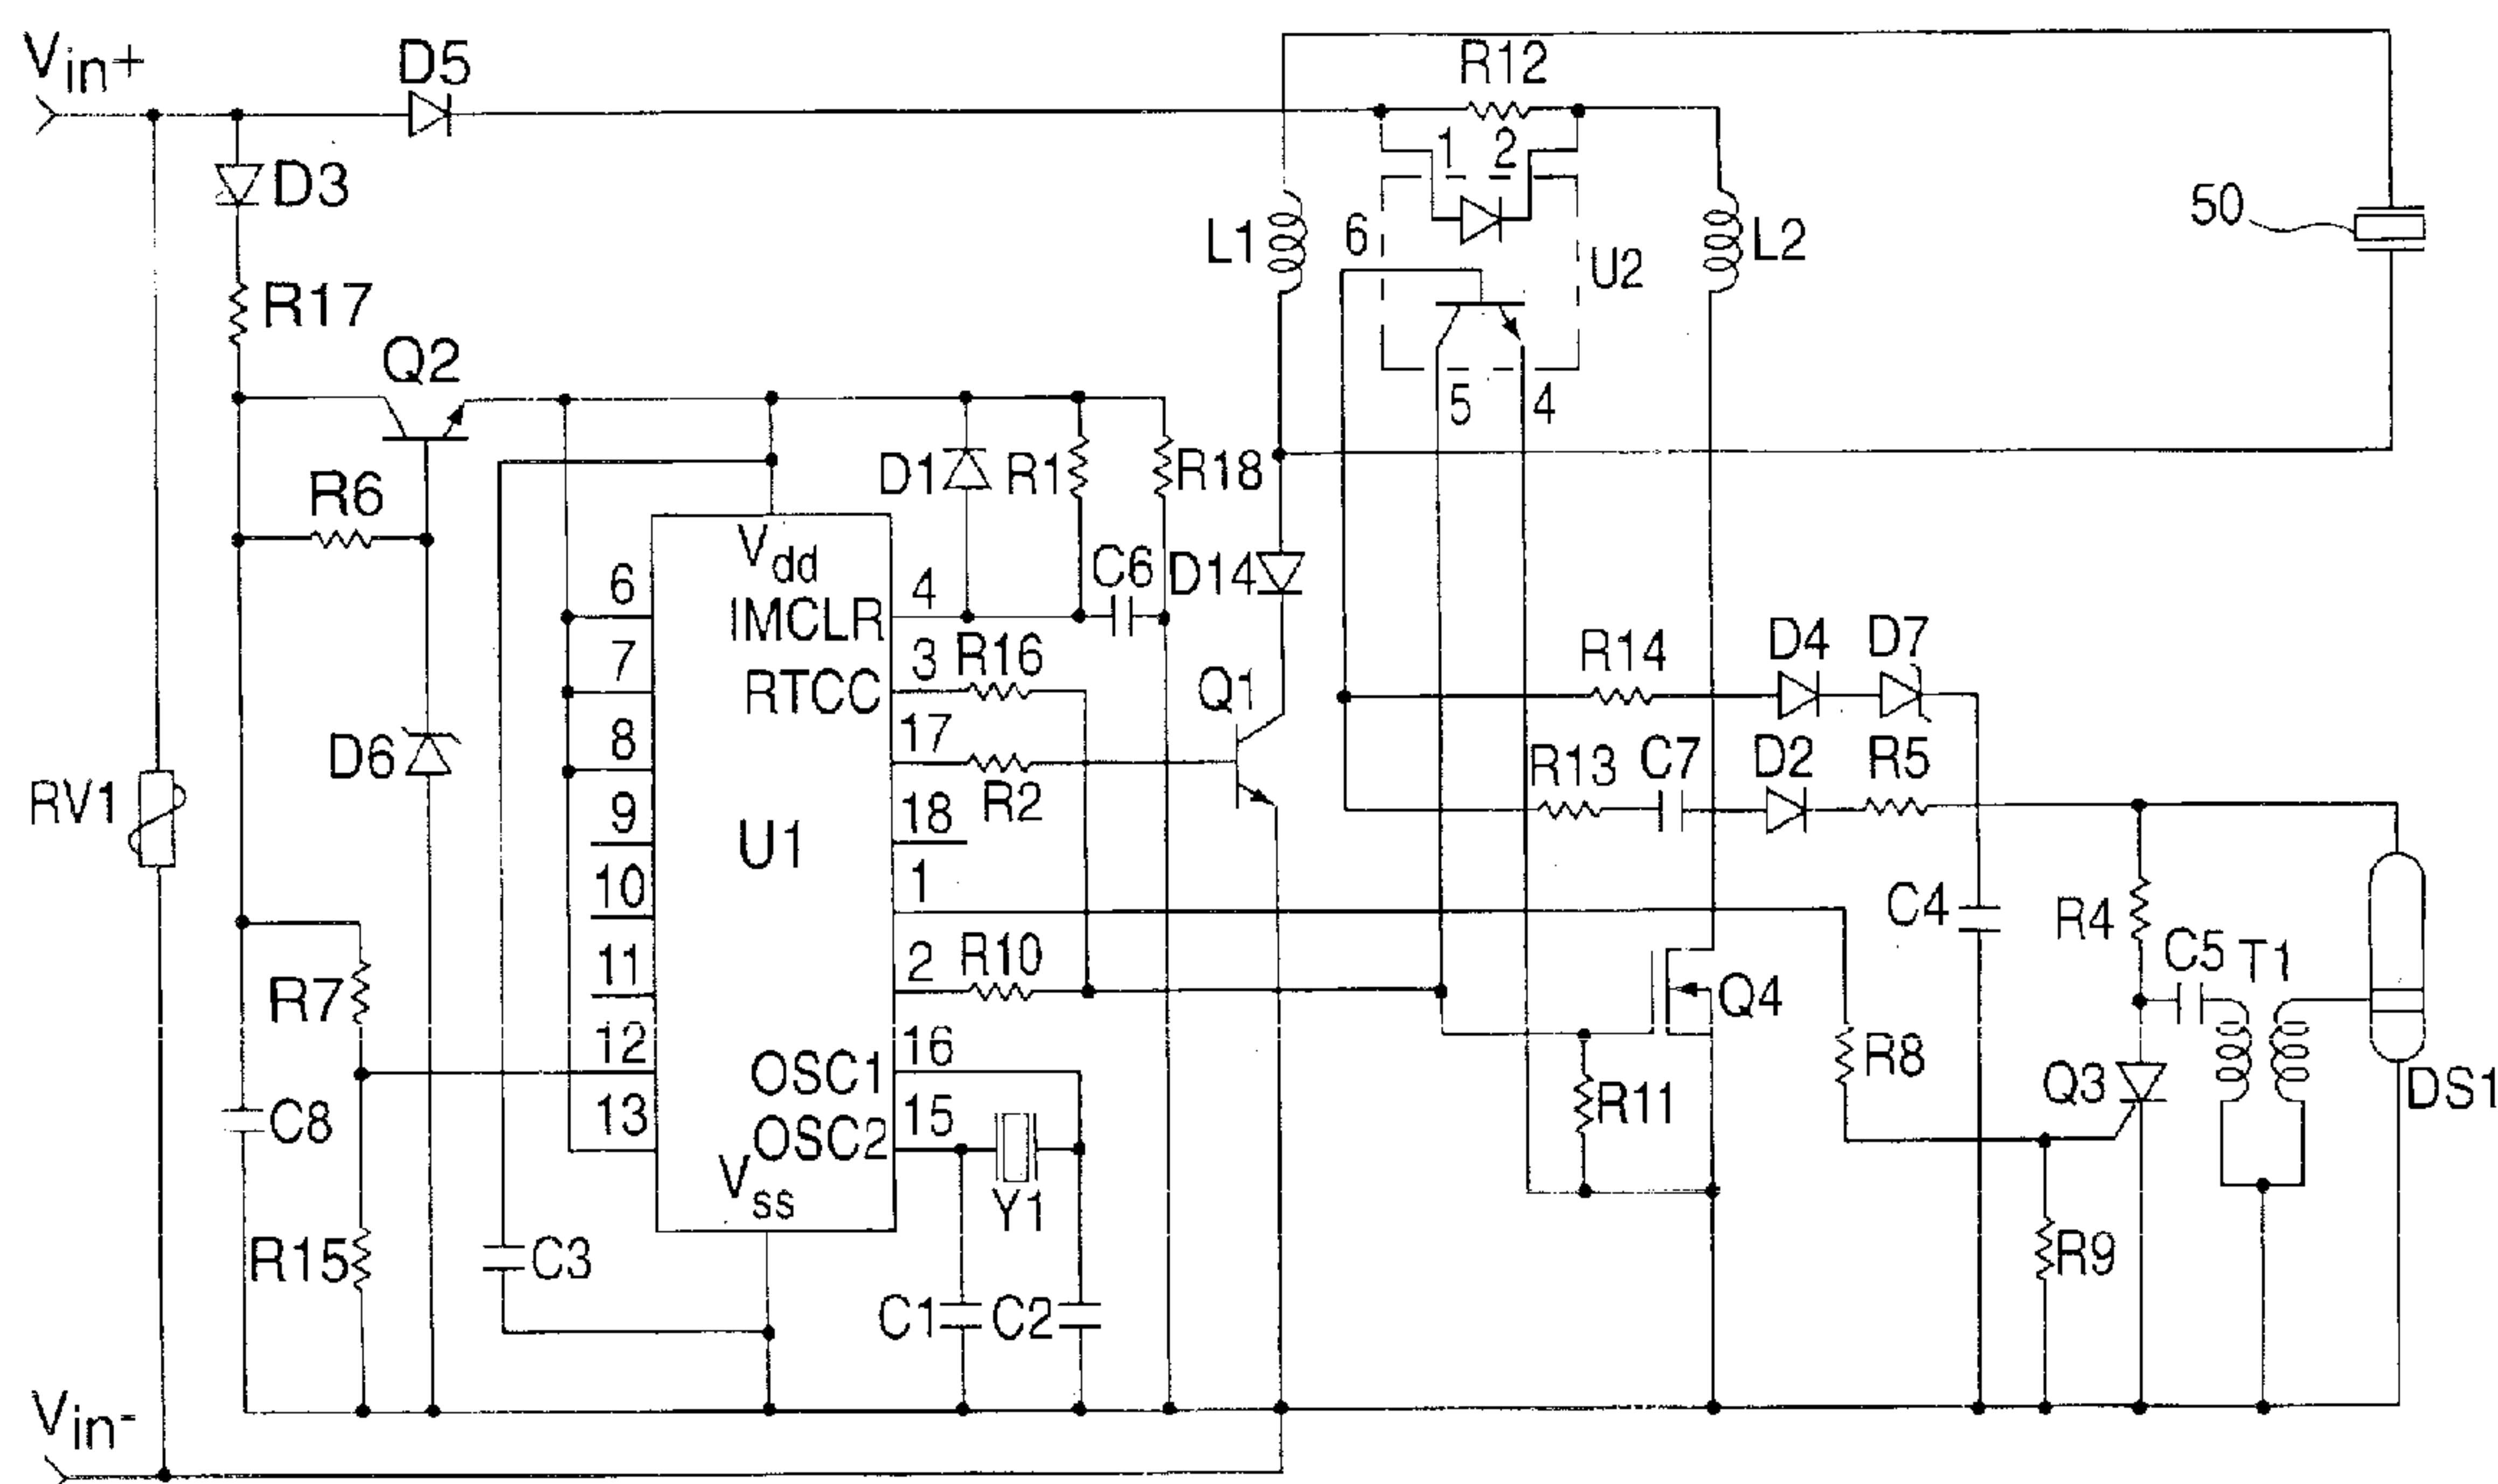 Vin+
D5
R12
1 2
D3
50
6
L1
L2
U2
R17
Q2
5 4
D1
R1
R18
R6
Vdd
C6
D14
6
4
IMCLR
R14
D4
D7
7
3
R16
RTCC
Q1
17
8
D6
R13
C7
D2
R5
R2
RV1
9
18
U1
10
1
C4
R4
C5
T1
11
2
R10
R7
Q4
12
16
OSC1
R8
Q3
DS1
13
15
R11
C8
OSC2
Vss
Y1
R15
C3
R9
C1
C2
Vin-